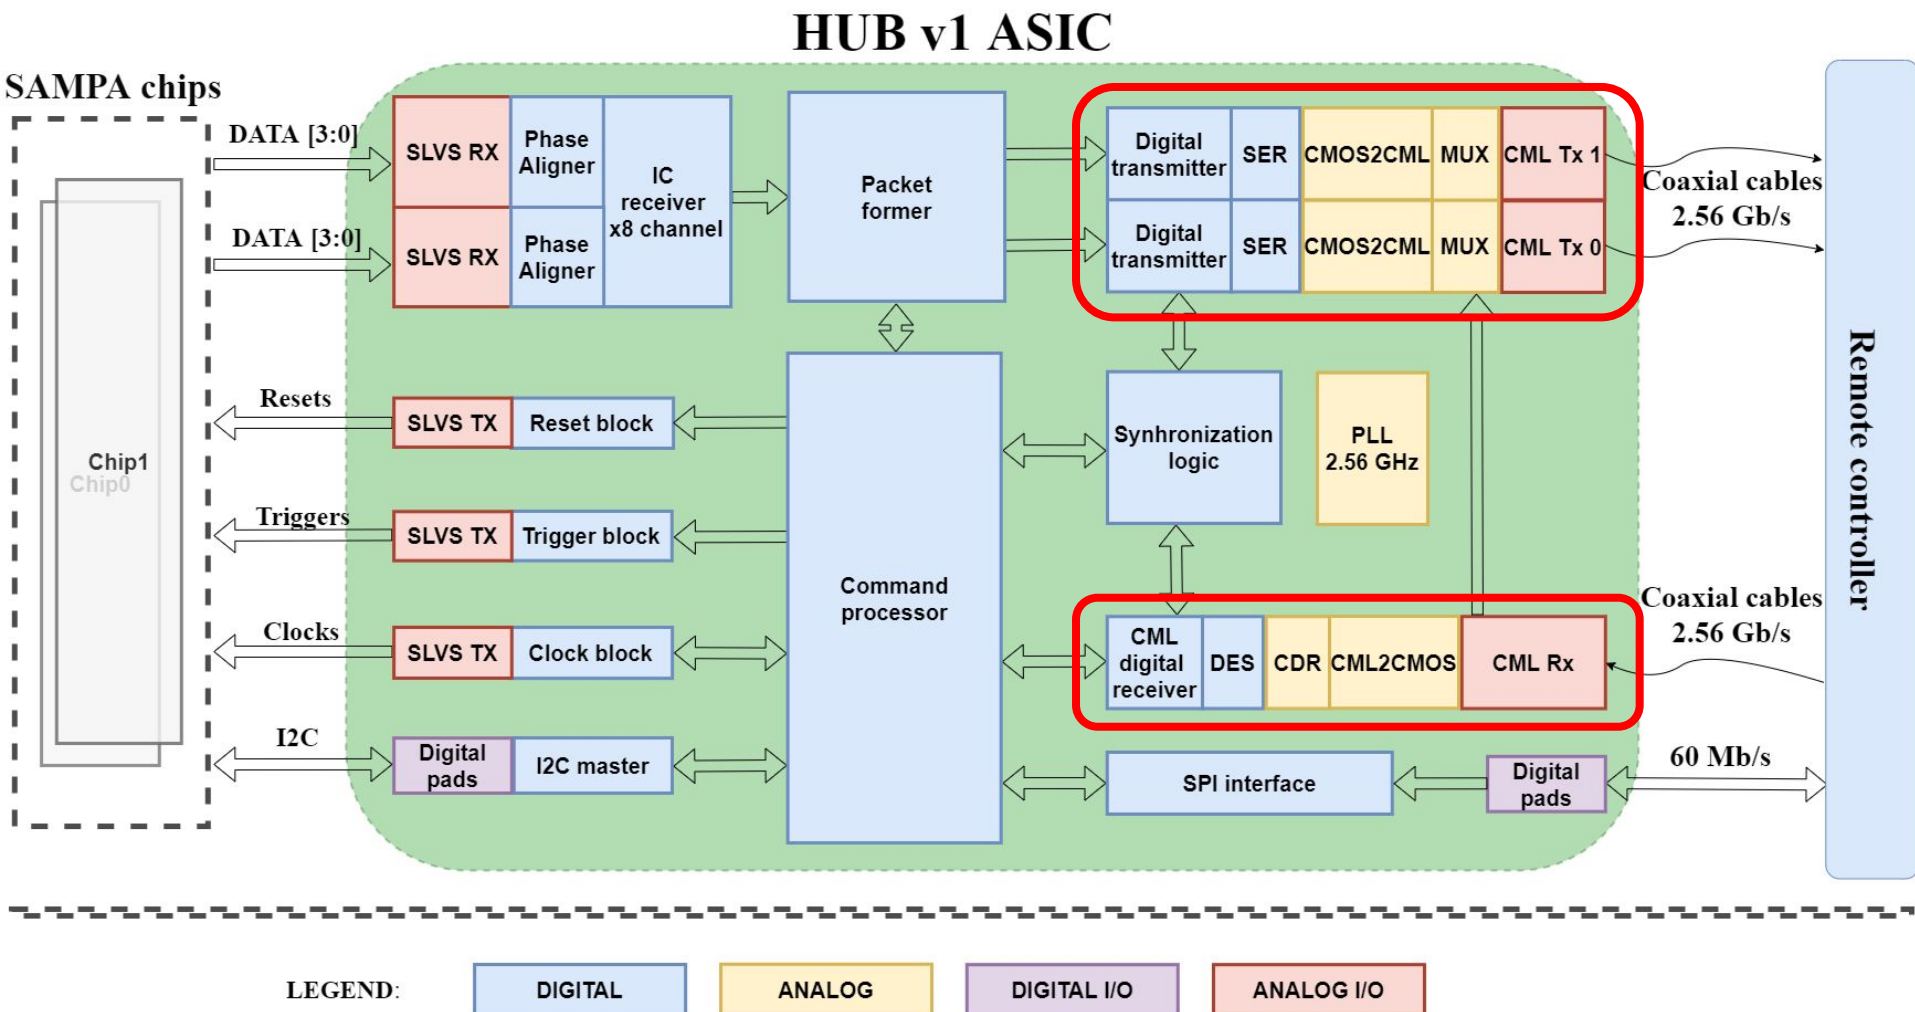 HUB v1 ASIC
SAMPA chips
DATA [3:0]
DATA [3:0]
Resets
Triggers
Clocks
I2C
Chip1
Chip0
SLVS RX
Phase
Aligner
SLVS RX
Phase
Aligner
IC
receiver
x8 channel
Packet
former
Digital
transmitter
SER
CMOS2CML
MUX
CML Tx 1
Digital
transmitter
SER
CMOS2CML
MUX
CML Tx 0
Coaxial cables
2.56 Gb/s
SLVS TX
Reset block
SLVS TX
Trigger block
SLVS TX
Clock block
Digital
pads
I2C master
Command
processor
Synhronization
logic
PLL
2.56 GHz
CML
digital
receiver
DES
CDR
CML2CMOS
CML Rx
Coaxial cables
2.56 Gb/s
SPI interface
Digital
pads
60 Mb/s
Remote controller
LEGEND:
DIGITAL
ANALOG
DIGITAL I/O
ANALOG I/O